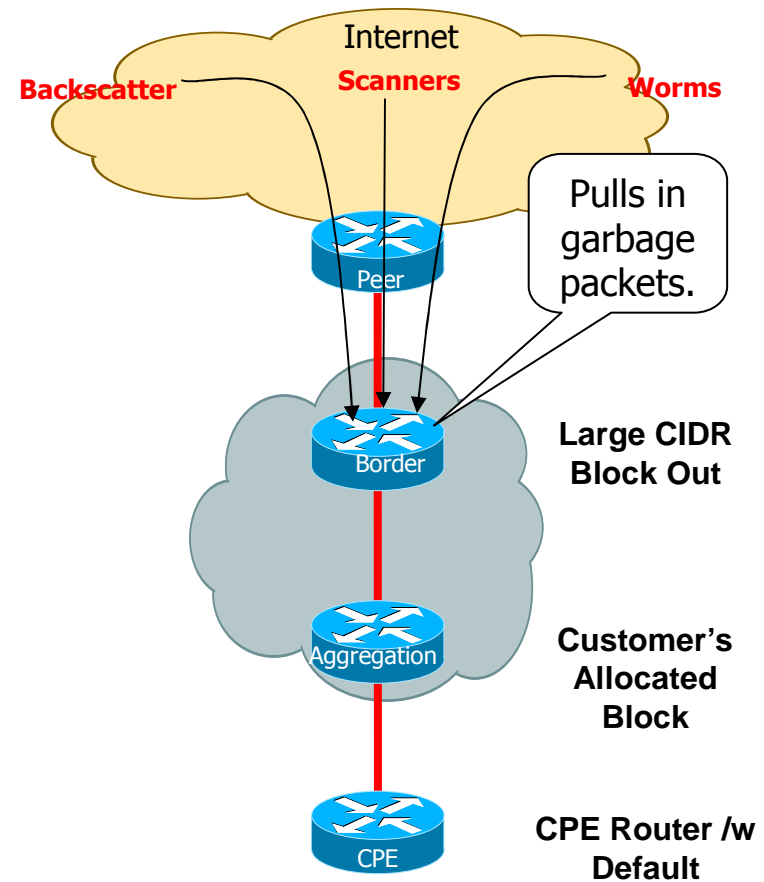 Internet
Backscatter
Scanners
Worms
Pulls in
garbage
packets.
Peer
Border
Large CIDR
Block Out
Aggregation
Customer’s
Allocated
Block
CPE
CPE Router /w
Default